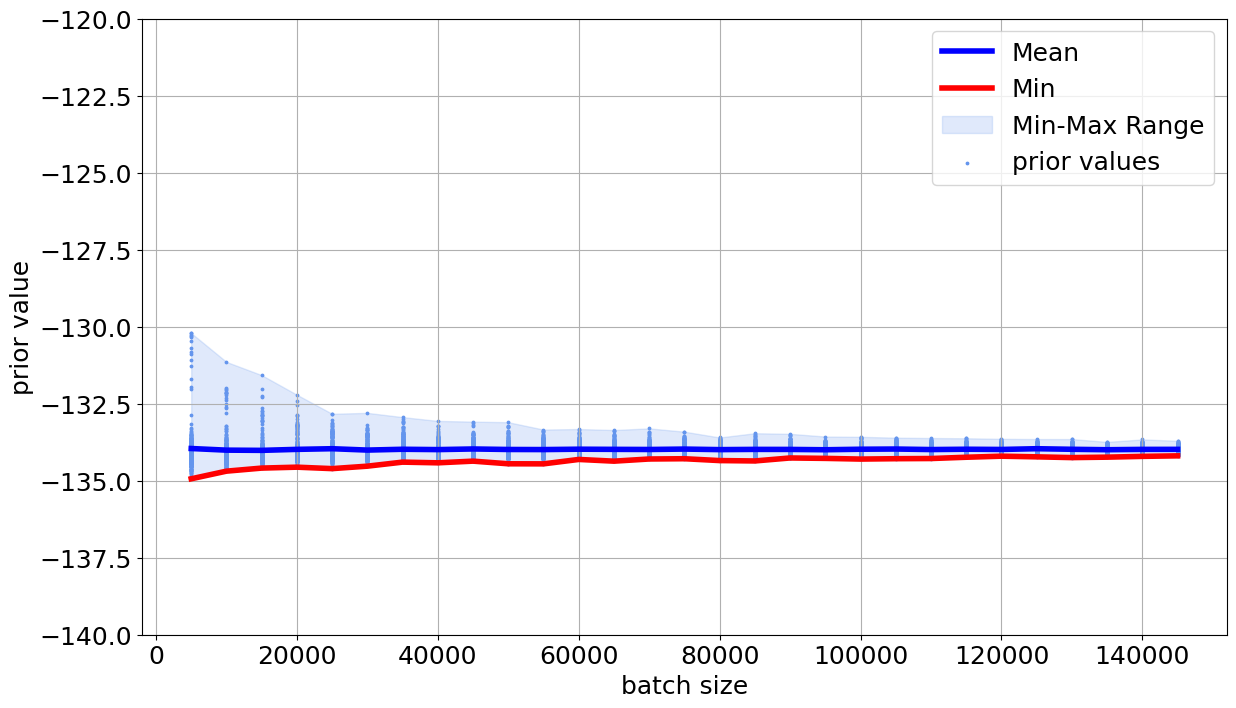 −120.0
−122.5
−125.0
−127.5
−130.0
−132.5
−135.0
−137.5
−140.0
prior value
0 20000 40000 60000 80000 100000 120000 140000
batch size
Mean
Min
Min-Max Range
prior values